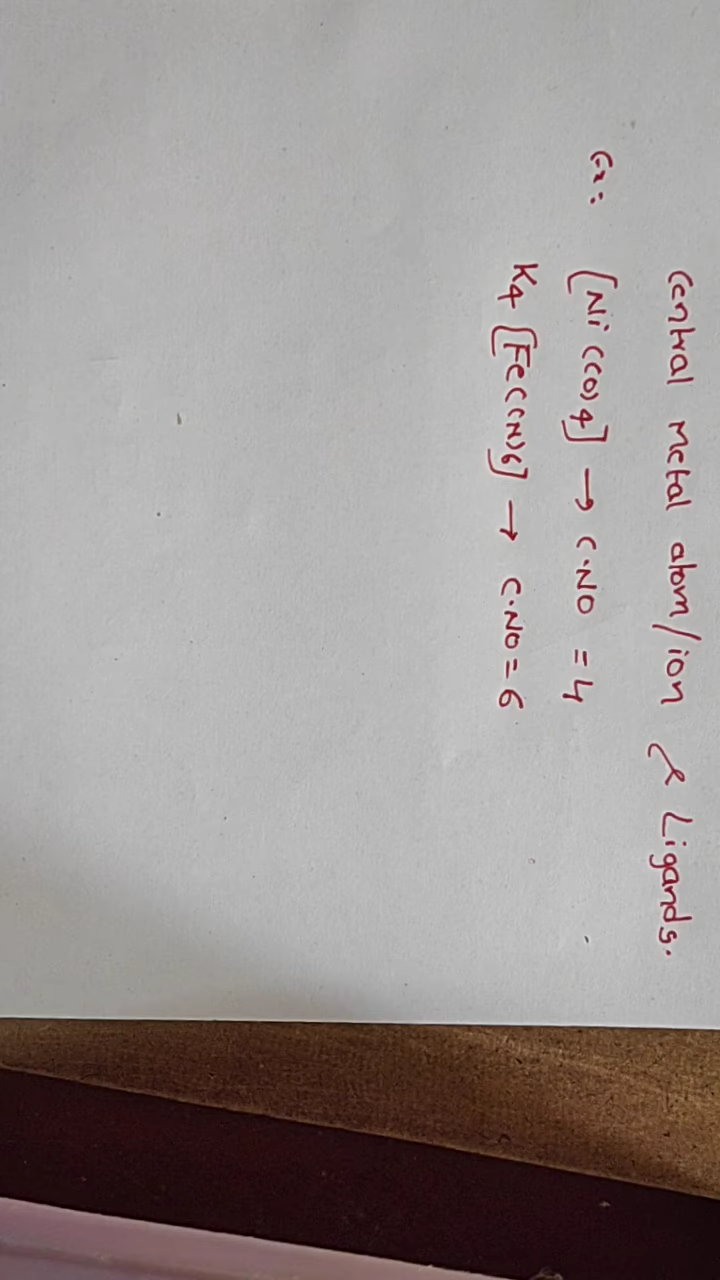 Central metal atom/ion & Ligands.
Ex: [Ni(CO)4] → C.NO = 4
K4 [Fe(CN)6] → C.NO = 6